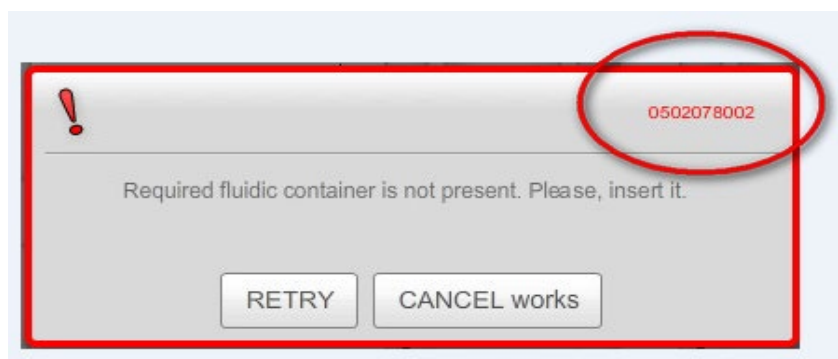 0502078002
Required fluidic container is not present. Please, insert it.
RETRY
CANCEL works